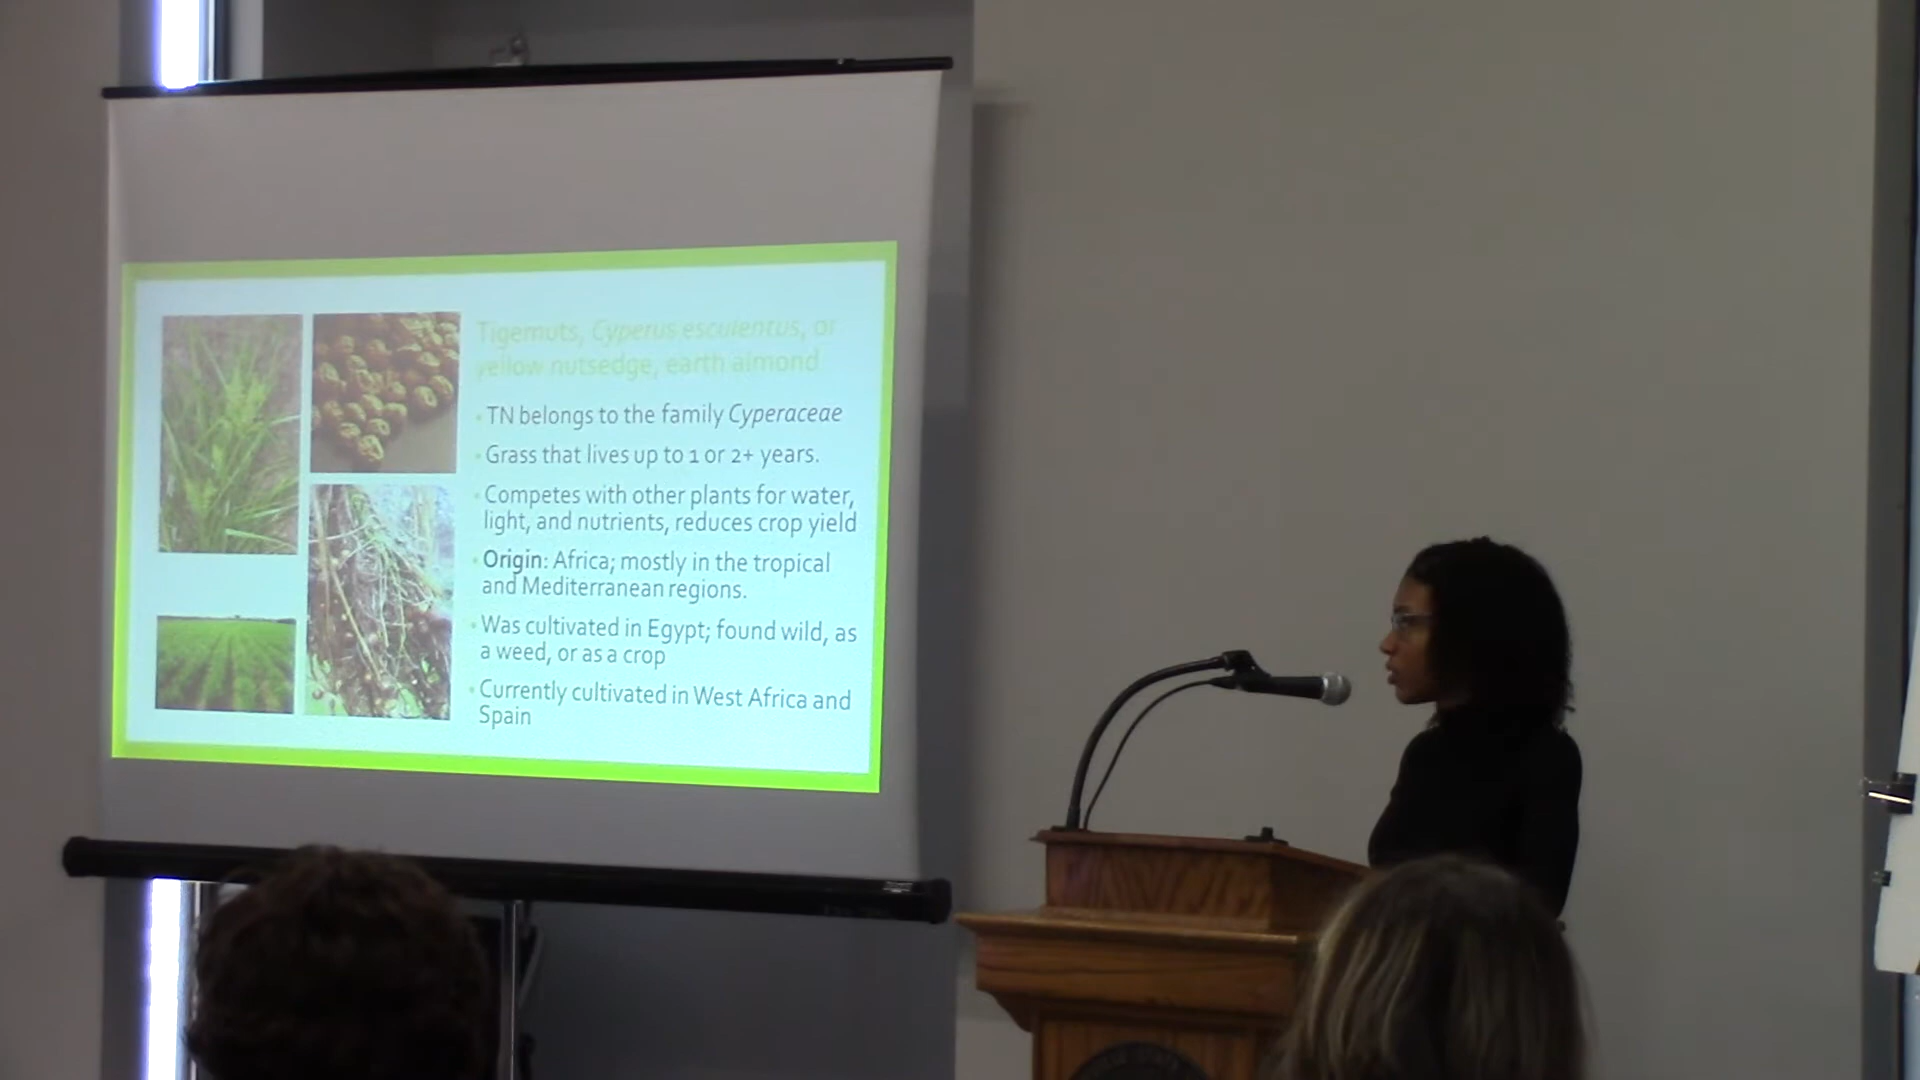 Tigernuts, Cyperus esculentus, or
yellow nutsedge, earth almond
TN belongs to the family Cyperaceae
Grass that lives up to 1 or 2+ years.
Competes with other plants for water,
light, and nutrients, reduces crop yield
Origin: Africa; mostly in the tropical
and Mediterranean regions.
Was cultivated in Egypt; found wild, as
a weed, or as a crop
Currently cultivated in West Africa and
Spain